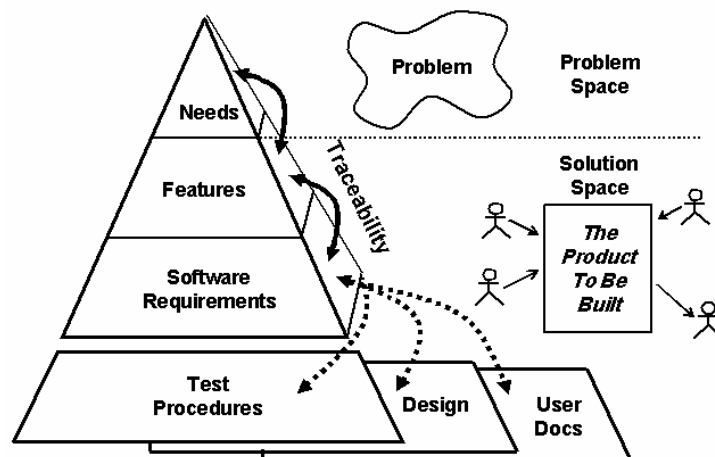 Problem
Problem
Space
Needs
Traceability
Features
Solution
Space
The
Product
To Be
Built
Software
Requirements
Test
Procedures
Design
User
Docs